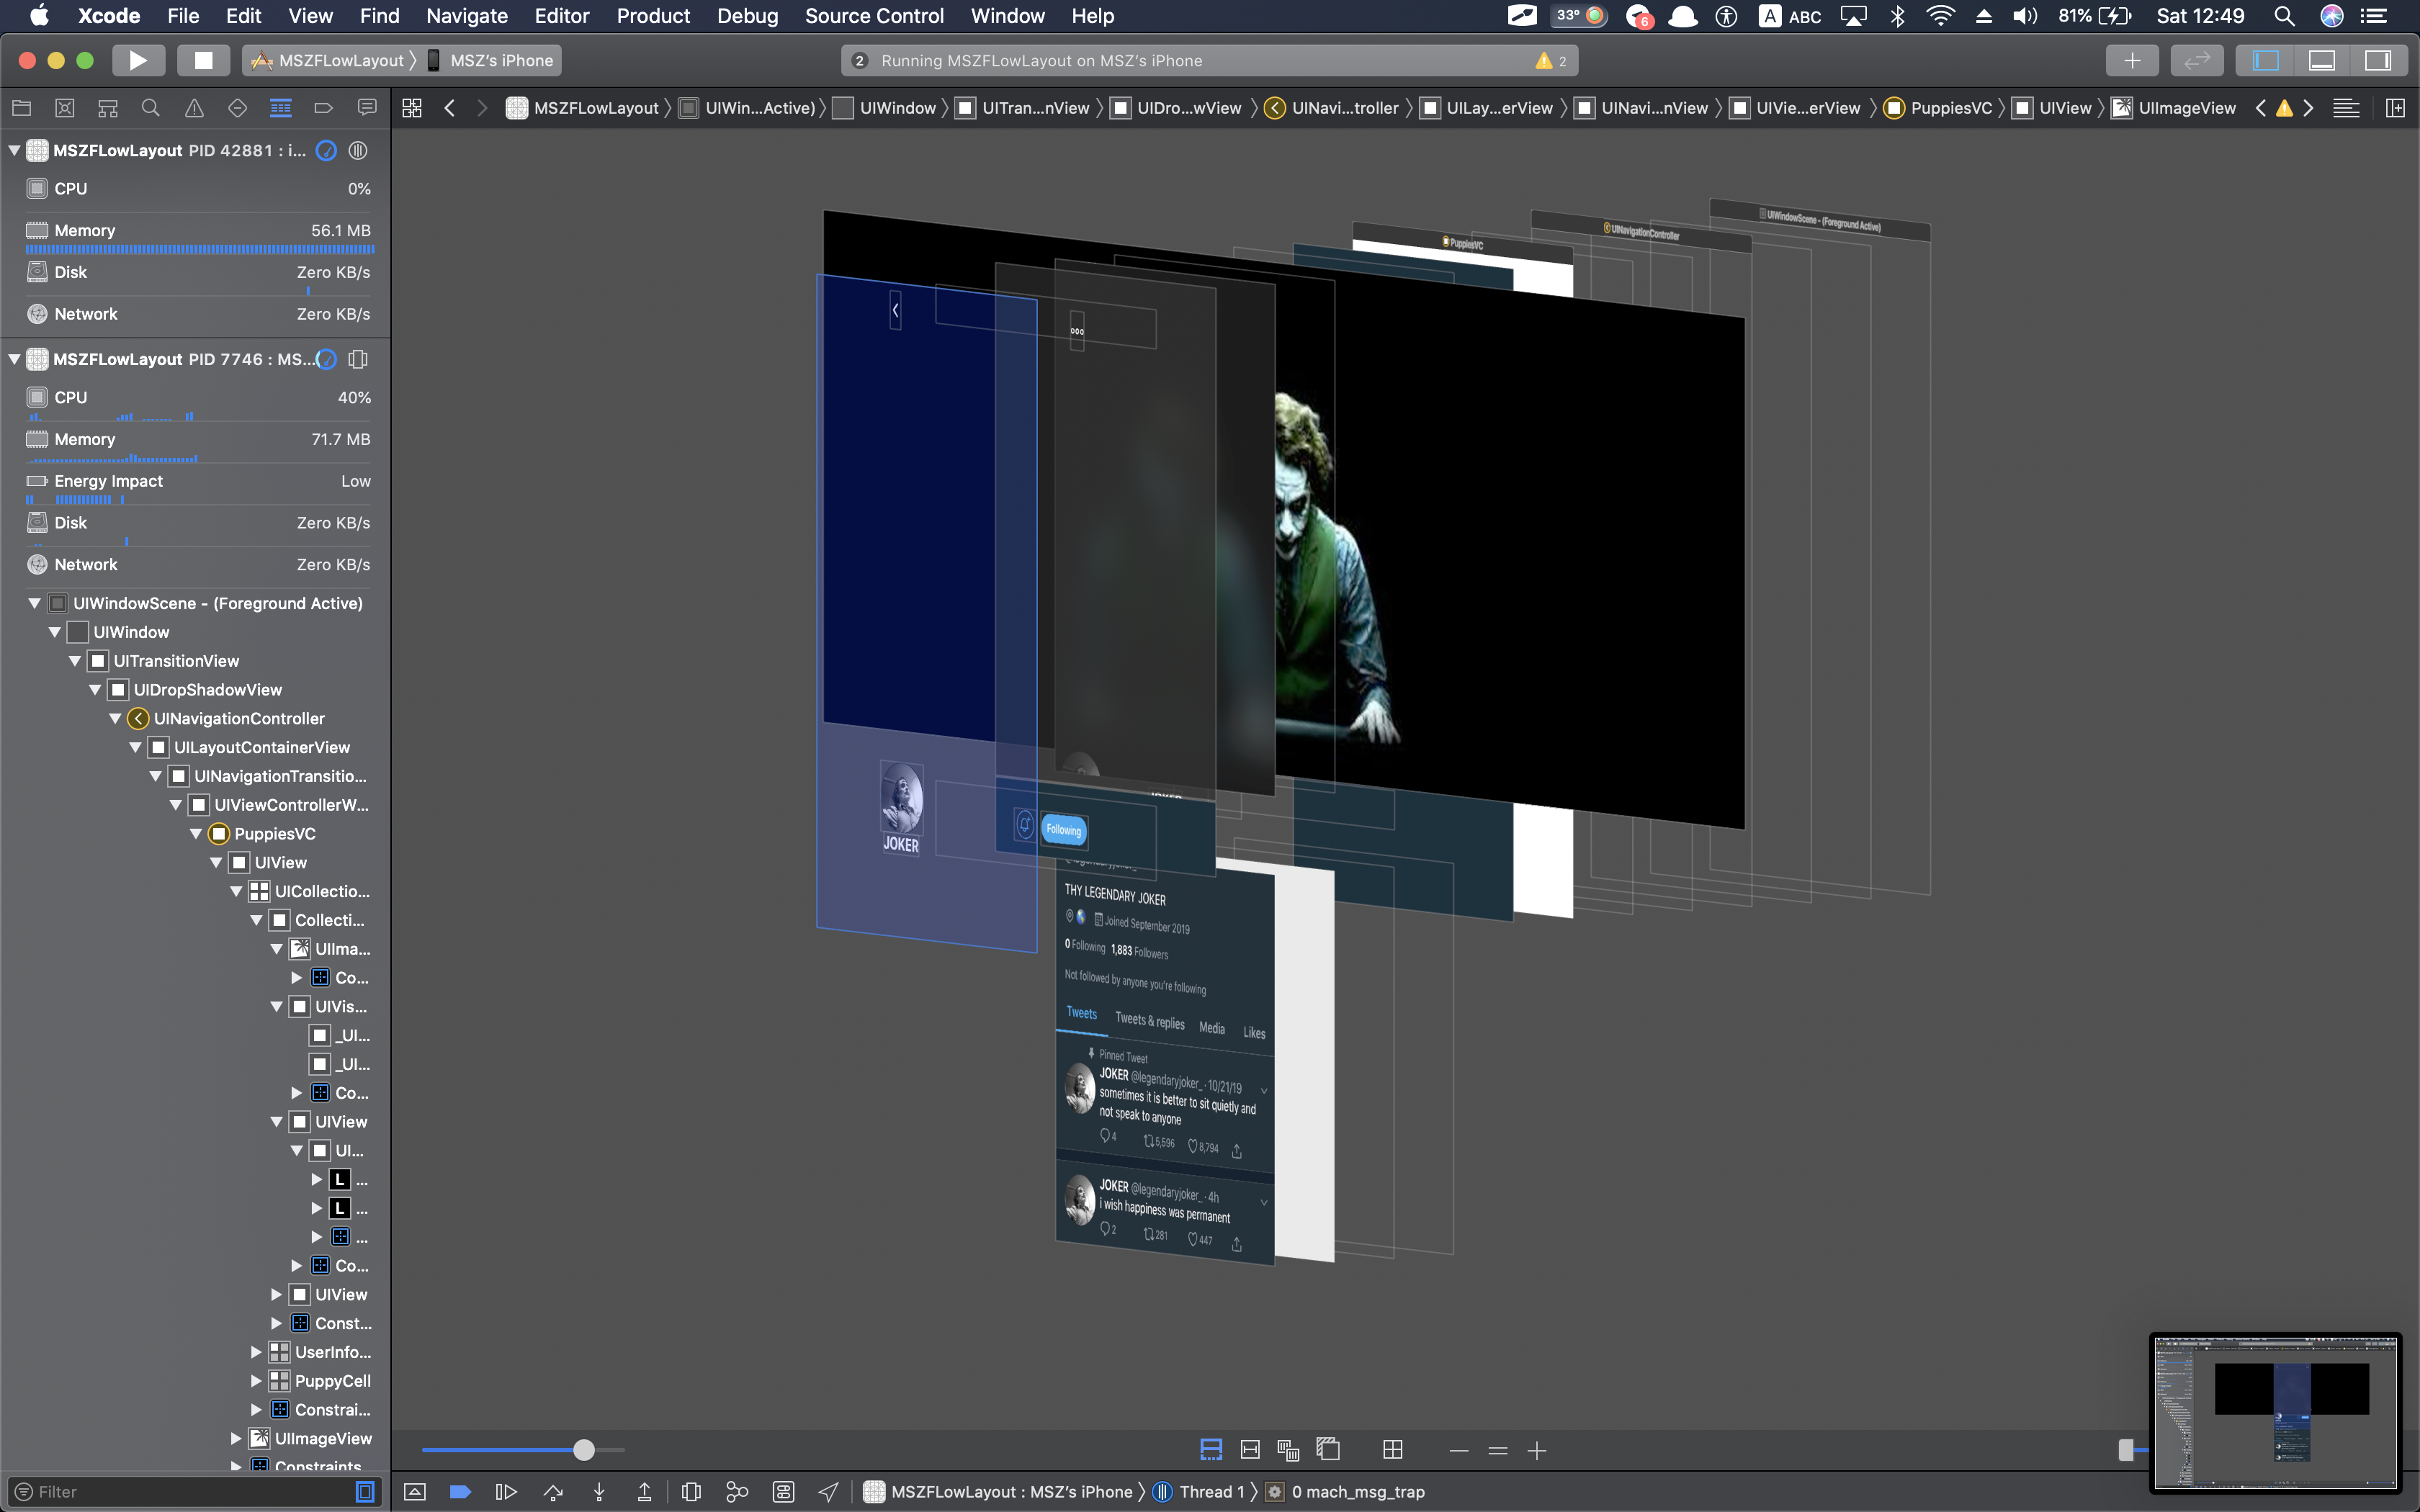 Xcode File Edit View Find Navigate Editor Product Debug Source Control Window Help
33° 6 A ABC 81% Sat 12:49
MSZFLowLayout MSZ's iPhone
2 Running MSZFLowLayout on MSZ's iPhone 2
MSZFLowLayout UIWin...Active) UIWindow UITran...nView UIDro...wView UINavi...troller UILay...erView UINavi...nView UIVie...erView PuppiesVC UIView UIImageView
MSZFLowLayout PID 42881 : i...
CPU 0%
Memory 56.1 MB
Disk Zero KB/s
Network Zero KB/s
MSZFLowLayout PID 7746 : MS...
CPU 40%
Memory 71.7 MB
Energy Impact Low
Disk Zero KB/s
Network Zero KB/s
UIWindowScene - (Foreground Active)
UIWindow
UITransitionView
UIDropShadowView
UINavigationController
UILayoutContainerView
UINavigationTransitio...
UIViewControllerW...
PuppiesVC
UIView
UICollectio...
Collecti...
UIIma...
Co...
UIVis...
_UI...
_UI...
Co...
UIView
UI...
L ...
L ...
...
Co...
UIView
Const...
UserInfo...
PuppyCell
Constrai...
UIImageView
Constraints
Filter
PuppiesVC
UINavigationController
UIWindowScene - (Foreground Active)
JOKER
JOKER
Following
@legendaryjoker_
THY LEGENDARY JOKER
Joined September 2019
0 Following 1,883 Followers
Not followed by anyone you're following
Tweets Tweets & replies Media Likes
Pinned Tweet
JOKER @legendaryjoker_ · 10/21/19
sometimes it is better to sit quietly and
not speak to anyone
4 5,596 8,794
JOKER @legendaryjoker_ · 4h
i wish happiness was permanent
2 281 447
MSZFLowLayout : MSZ's iPhone Thread 1 0 mach_msg_trap